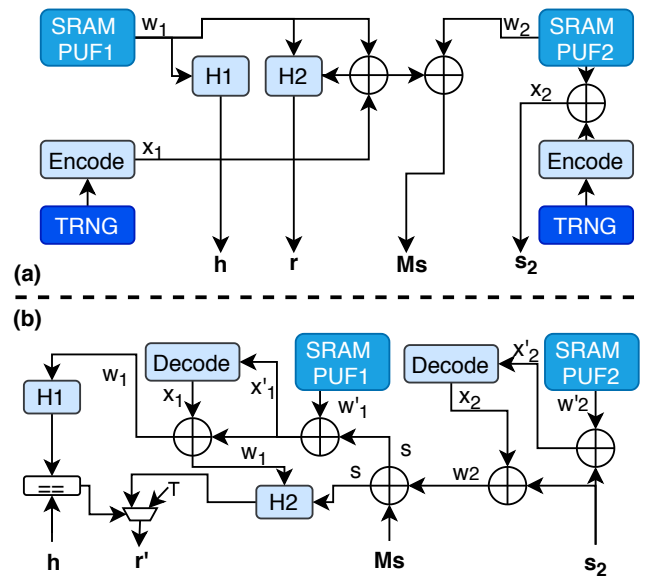 SRAM PUF1
w1
w2
SRAM PUF2
H1
H2
x2
Encode
x1
Encode
TRNG
TRNG
(a)
h
r
Ms
s2
(b)
SRAM PUF1
SRAM PUF2
Decode
Decode
x'2
w1
H1
x1
x'1
w'1
x2
w'2
w1
s
==
T
H2
s
w2
h
r'
Ms
s2